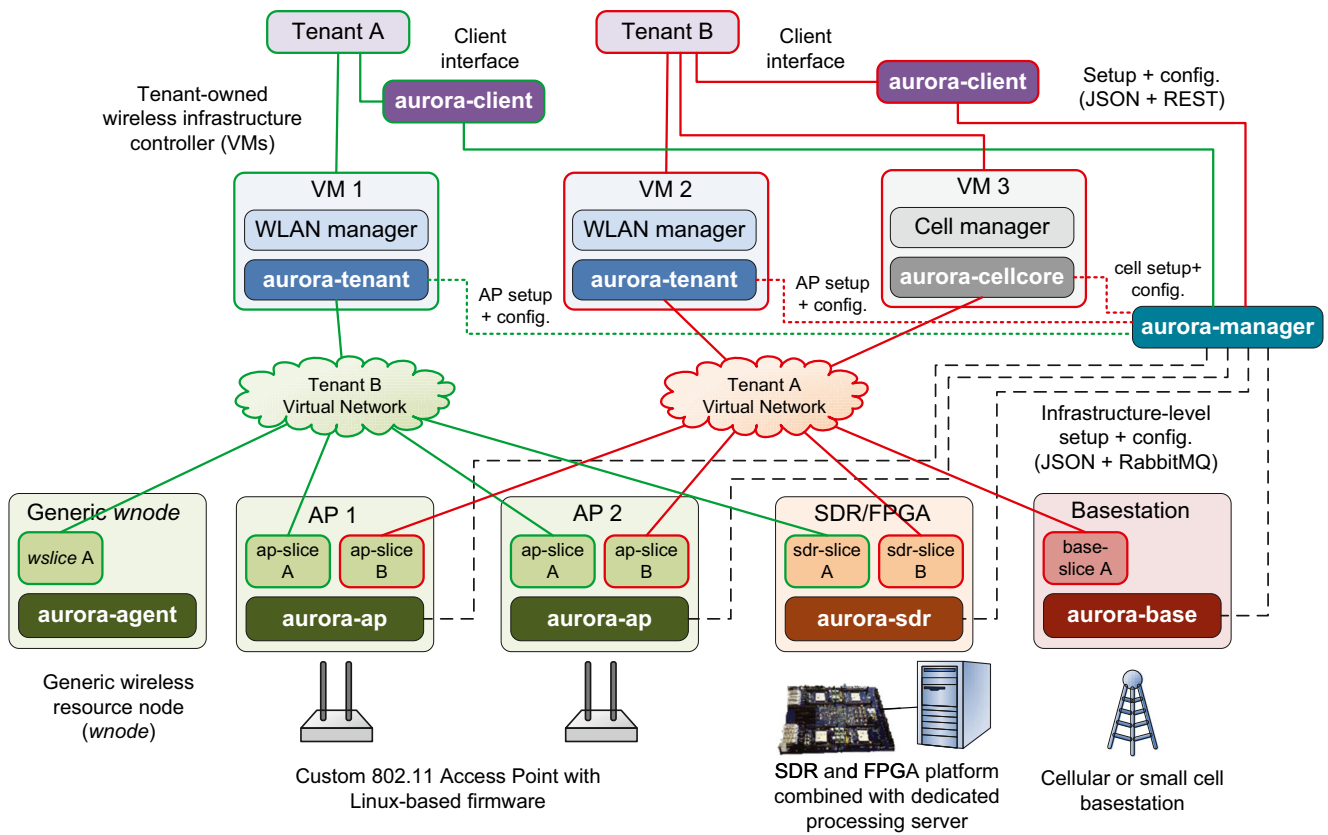 Tenant A
Tenant B
Client
interface
Client
interface
aurora-client
aurora-client
Setup + config.
(JSON + REST)
Tenant-owned
wireless infrastructure
controller (VMs)
VM 1
WLAN manager
aurora-tenant
VM 2
WLAN manager
aurora-tenant
VM 3
Cell manager
aurora-cellcore
AP setup
+ config.
AP setup
+ config.
cell setup+
config.
aurora-manager
Tenant B
Virtual Network
Tenant A
Virtual Network
Infrastructure-level
setup + config.
(JSON + RabbitMQ)
Generic wnode
wslice A
aurora-agent
AP 1
ap-slice
A
ap-slice
B
aurora-ap
AP 2
ap-slice
A
ap-slice
B
aurora-ap
SDR/FPGA
sdr-slice
A
sdr-slice
B
aurora-sdr
Basestation
base-
slice A
aurora-base
Generic wireless
resource node
(wnode)
Custom 802.11 Access Point with
Linux-based firmware
SDR and FPGA platform
combined with dedicated
processing server
Cellular or small cell
basestation